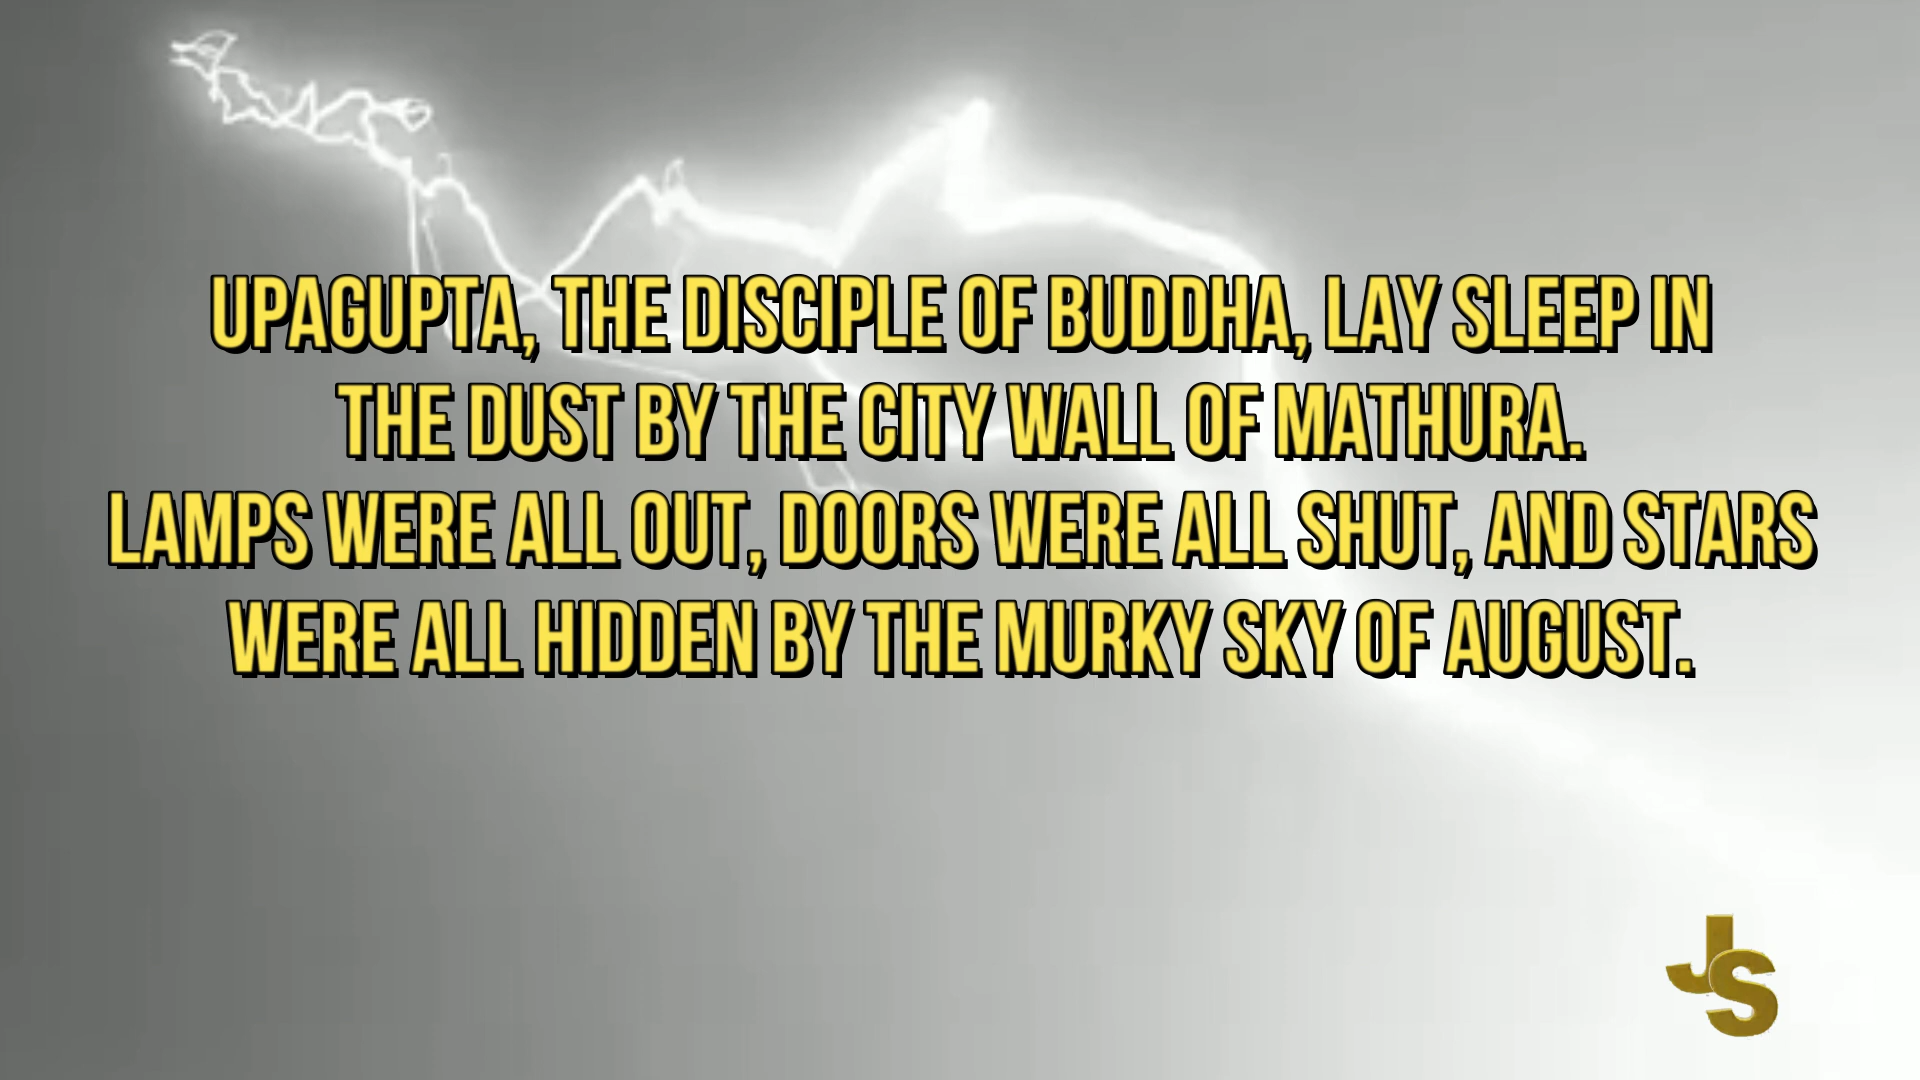 UPAGUPTA, THE DISCIPLE OF BUDDHA, LAY SLEEP IN
THE DUST BY THE CITY WALL OF MATHURA.
LAMPS WERE ALL OUT, DOORS WERE ALL SHUT, AND STARS
WERE ALL HIDDEN BY THE MURKY SKY OF AUGUST.
JS